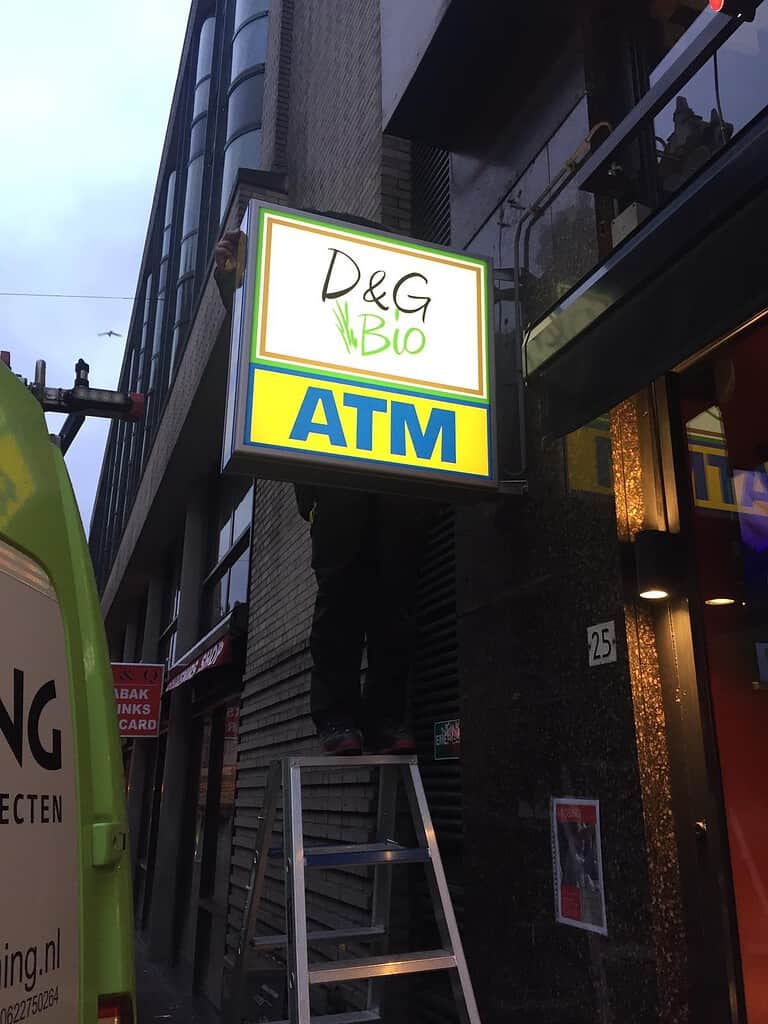 D&G
Bio
ATM
25
ABAK
INKS
CARD
SHOP
NG
ECTEN
ning.nl
0622750264